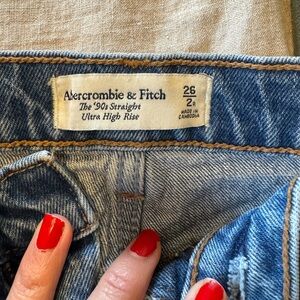 Abercrombie & Fitch
The '90s Straight
Ultra High Rise
26
2R
MADE IN
CAMBODIA